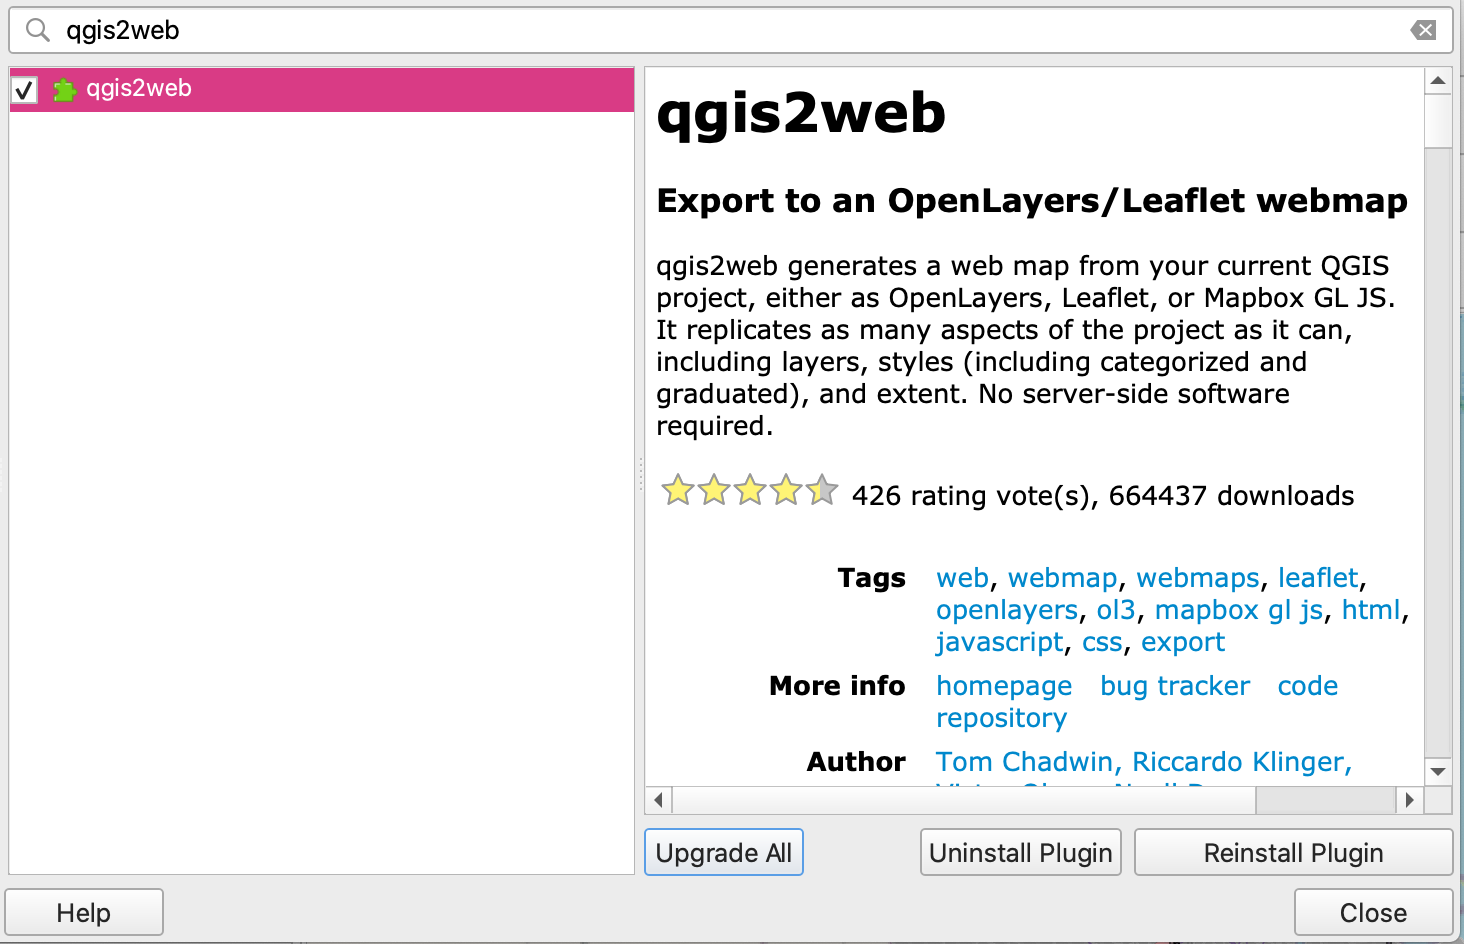 qgis2web
qgis2web
qgis2web
Export to an OpenLayers/Leaflet webmap
qgis2web generates a web map from your current QGIS
project, either as OpenLayers, Leaflet, or Mapbox GL JS.
It replicates as many aspects of the project as it can,
including layers, styles (including categorized and
graduated), and extent. No server-side software
required.
426 rating vote(s), 664437 downloads
Tags web, webmap, webmaps, leaflet,
openlayers, ol3, mapbox gl js, html,
javascript, css, export
More info homepage bug tracker code
repository
Author Tom Chadwin, Riccardo Klinger,
Upgrade All Uninstall Plugin Reinstall Plugin
Help Close